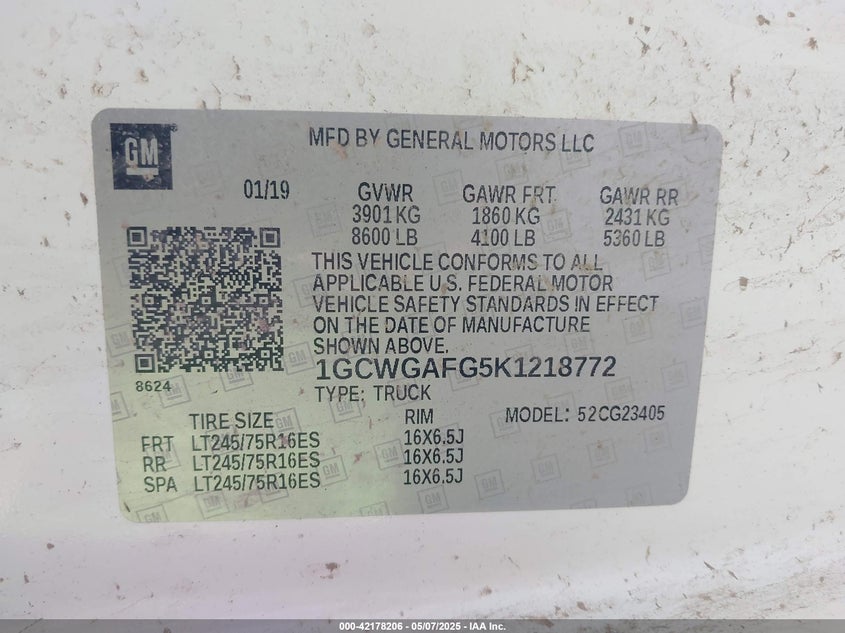 GM
MFD BY GENERAL MOTORS LLC
01/19 GVWR GAWR FRT GAWR RR
3901 KG 1860 KG 2431 KG
8600 LB 4100 LB 5360 LB
THIS VEHICLE CONFORMS TO ALL
APPLICABLE U.S. FEDERAL MOTOR
VEHICLE SAFETY STANDARDS IN EFFECT
ON THE DATE OF MANUFACTURE
SHOWN ABOVE.
8624
1GCWGAFG5K1218772
TYPE: TRUCK
TIRE SIZE RIM MODEL: 52CG23405
FRT LT245/75R16ES 16X6.5J
RR LT245/75R16ES 16X6.5J
SPA LT245/75R16ES 16X6.5J
000-42178206 - 05/07/2025 - IAA Inc.